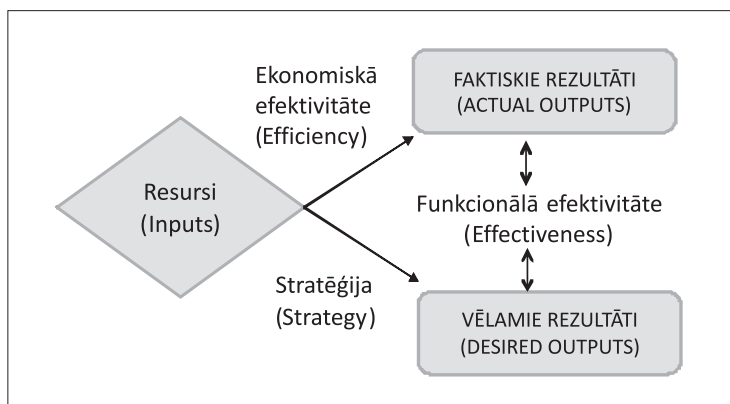 Ekonomiskā
efektivitāte
(Efficiency)
FAKTISKIE REZULTĀTI
(ACTUAL OUTPUTS)
Resursi
(Inputs)
Funkcionālā efektivitāte
(Effectiveness)
Stratēģija
(Strategy)
VĒLAMIE REZULTĀTI
(DESIRED OUTPUTS)